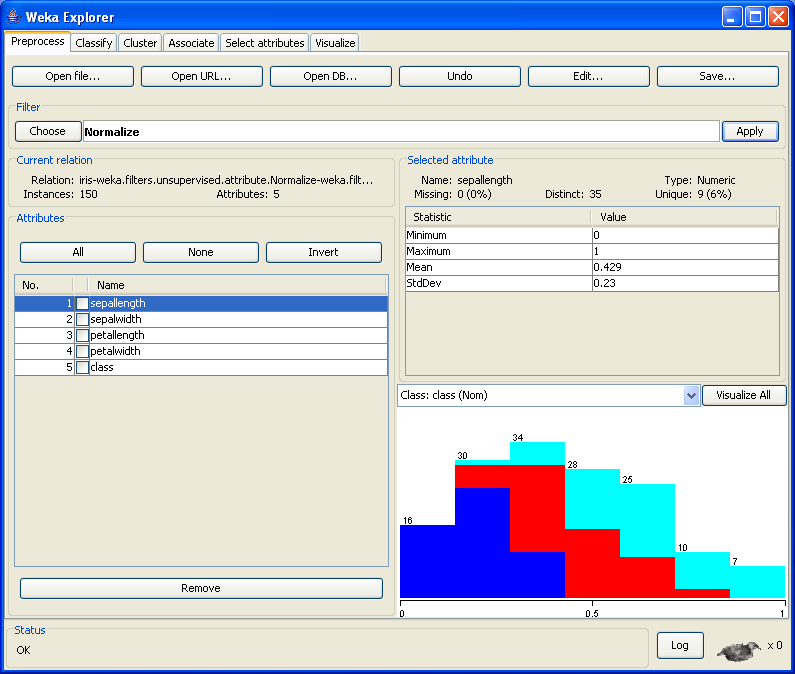 Weka Explorer
Preprocess Classify Cluster Associate Select attributes Visualize
Open file... Open URL... Open DB... Undo Edit... Save...
Filter
Choose Normalize Apply
Current relation
Relation: iris-weka.filters.unsupervised.attribute.Normalize-weka.filt...
Instances: 150 Attributes: 5
Attributes
All None Invert
No. Name
1 sepallength
2 sepalwidth
3 petallength
4 petalwidth
5 class
Remove
Selected attribute
Name: sepallength Type: Numeric
Missing: 0 (0%) Distinct: 35 Unique: 9 (6%)
Statistic Value
Minimum 0
Maximum 1
Mean 0.429
StdDev 0.23
Class: class (Nom) Visualize All
16 30 34 28 25 10 7
0 0.5 1
Status
OK
Log x 0